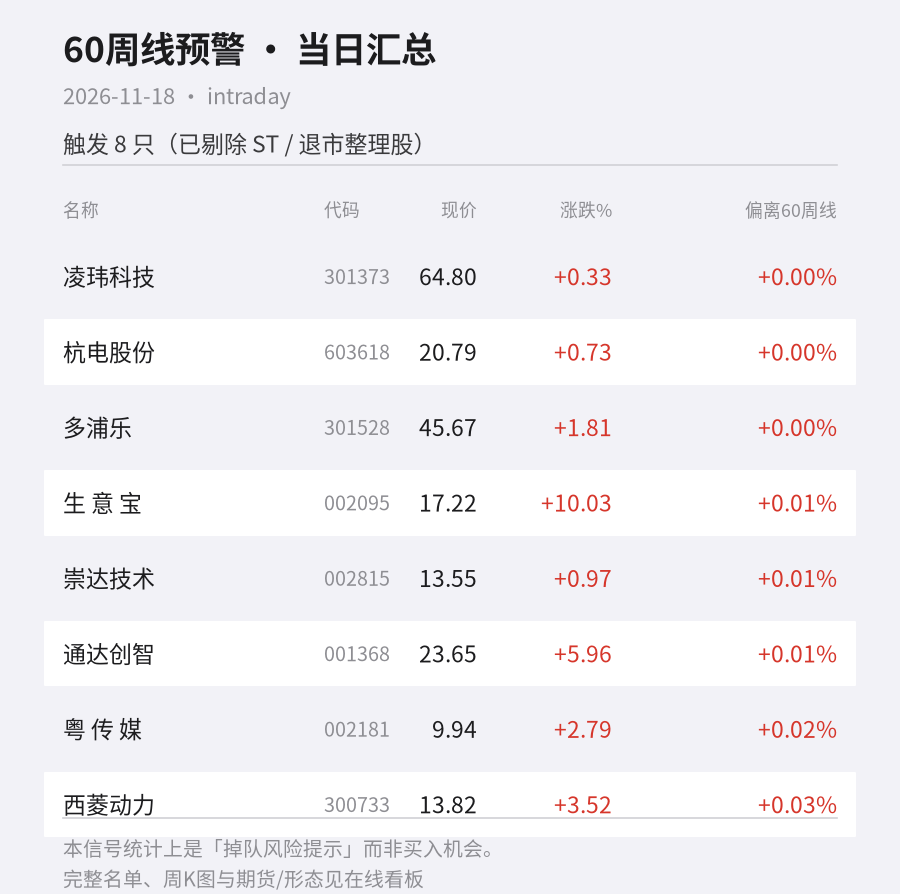 60周线预警 · 当日汇总
2026-11-18 · intraday
触发 8 只（已剔除 ST / 退市整理股）
名称 代码 现价 涨跌% 偏离60周线
凌玮科技 301373 64.80 +0.33 +0.00%
杭电股份 603618 20.79 +0.73 +0.00%
多浦乐 301528 45.67 +1.81 +0.00%
生 意 宝 002095 17.22 +10.03 +0.01%
崇达技术 002815 13.55 +0.97 +0.01%
通达创智 001368 23.65 +5.96 +0.01%
粤 传 媒 002181 9.94 +2.79 +0.02%
西菱动力 300733 13.82 +3.52 +0.03%
本信号统计上是「掉队风险提示」而非买入机会。
完整名单、周K图与期货/形态见在线看板